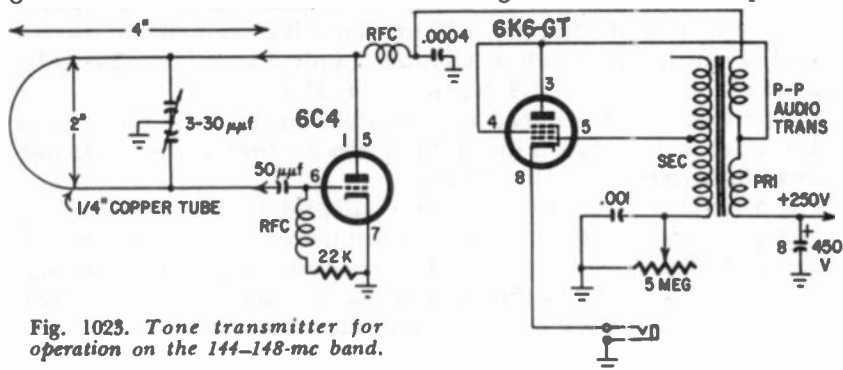 4"
RFC
.0004
6K6-GT
3
P-P
AUDIO
TRANS
2"
3-30 μμf
6C4
1
5
4
5
50 μμf
6
8
SEC
PRI
+250V
1/4" COPPER TUBE
7
.001
RFC
22K
5 MEG
+
8
450
V
Fig. 1023. Tone transmitter for
operation on the 144–148-mc band.